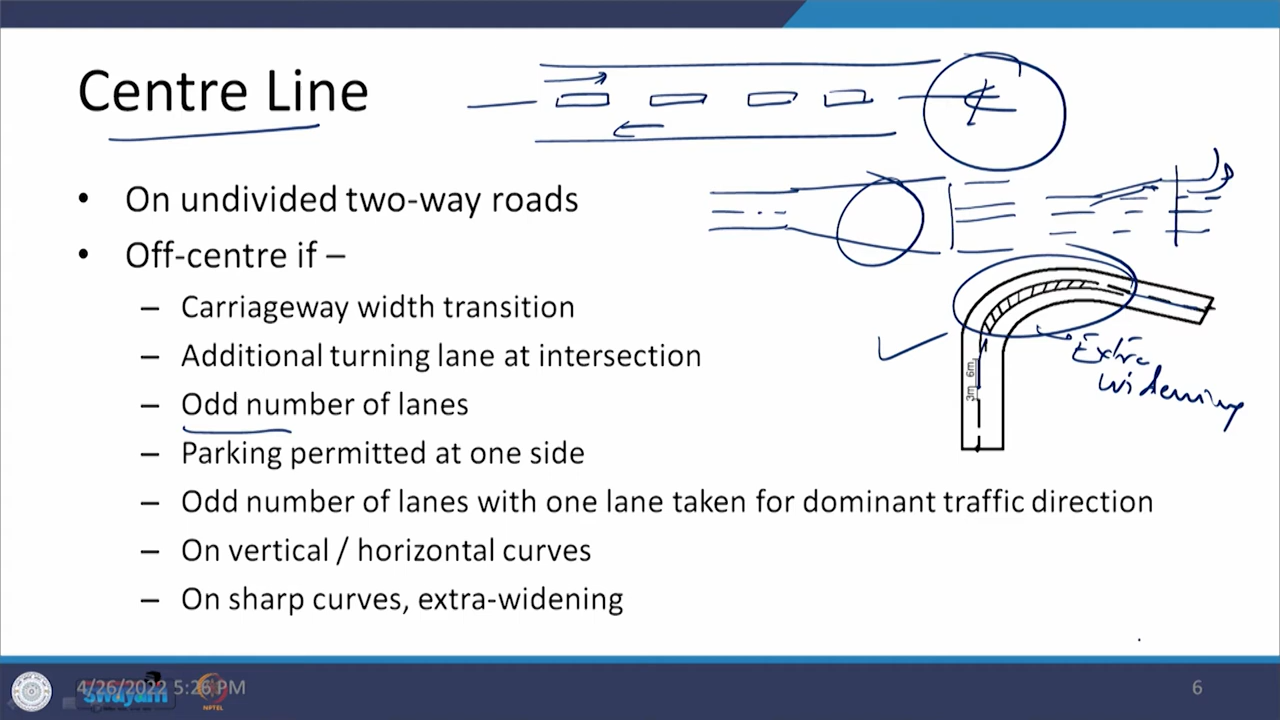 Centre Line
• On undivided two-way roads
• Off-centre if –
– Carriageway width transition
– Additional turning lane at intersection
– Odd number of lanes
– Parking permitted at one side
– Odd number of lanes with one lane taken for dominant traffic direction
– On vertical / horizontal curves
– On sharp curves, extra-widening
3m 6m
Extra
widening
4/26/2022 5:26 PM
swayam
NPTEL
6